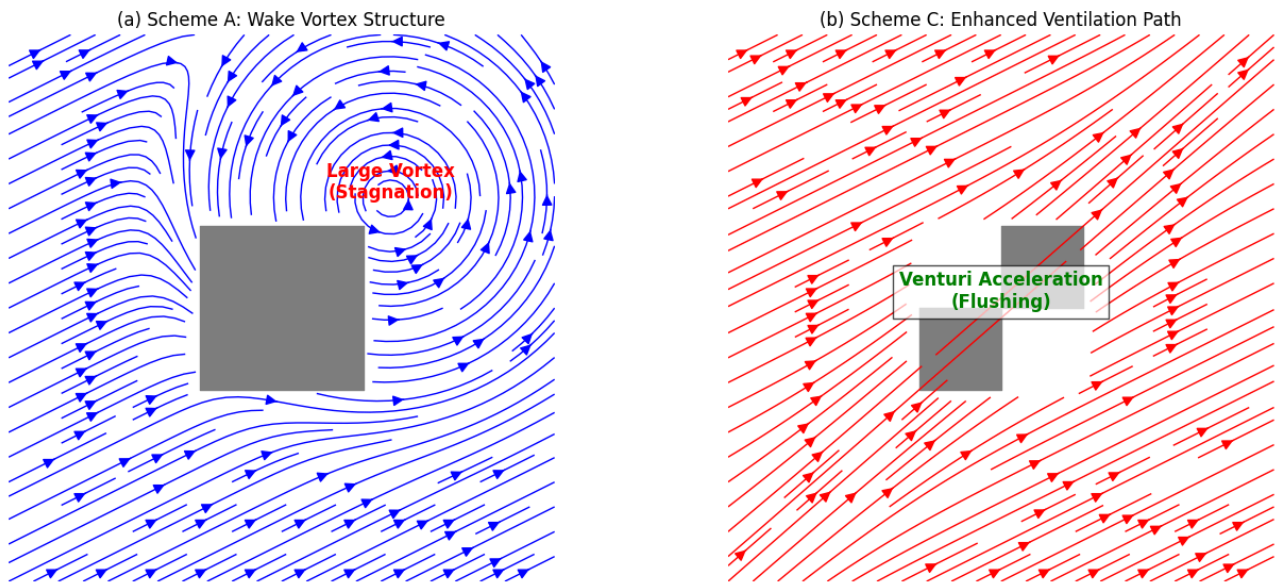 (a) Scheme A: Wake Vortex Structure
Large Vortex
(Stagnation)
(b) Scheme C: Enhanced Ventilation Path
Venturi Acceleration
(Flushing)